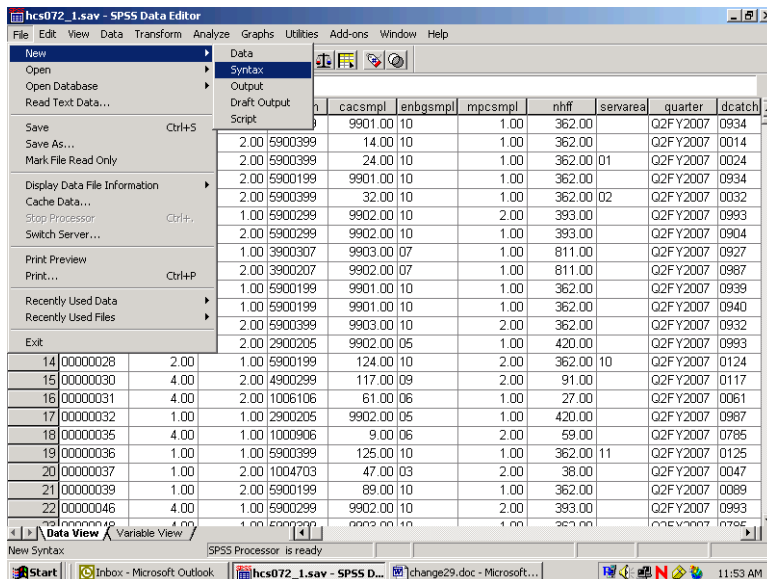 hcs072_1.sav - SPSS Data Editor
File Edit View Data Transform Analyze Graphs Utilities Add-ons Window Help
New
Open
Open Database
Read Text Data...
Save Ctrl+S
Save As...
Mark File Read Only
Display Data File Information
Cache Data...
Stop Processor Ctrl+.
Switch Server...
Print Preview
Print... Ctrl+P
Recently Used Data
Recently Used Files
Exit
Data
Syntax
Output
Draft Output
Script
cacsmpl enbgsmpl mpcsmpl nhff servarea quarter dcatch
9901.00 10 1.00 362.00 Q2FY2007 0934
2.00 5900399 14.00 10 1.00 362.00 Q2FY2007 0014
2.00 5900399 24.00 10 1.00 362.00 01 Q2FY2007 0024
2.00 5900199 9901.00 10 1.00 362.00 Q2FY2007 0934
2.00 5900399 32.00 10 1.00 362.00 02 Q2FY2007 0032
1.00 5900299 9902.00 10 2.00 393.00 Q2FY2007 0993
2.00 5900299 9902.00 10 1.00 393.00 Q2FY2007 0904
1.00 3900307 9903.00 07 1.00 811.00 Q2FY2007 0927
2.00 3900207 9902.00 07 1.00 811.00 Q2FY2007 0987
1.00 5900199 9901.00 10 1.00 362.00 Q2FY2007 0939
1.00 5900199 9901.00 10 1.00 362.00 Q2FY2007 0940
2.00 5900399 9903.00 10 2.00 362.00 Q2FY2007 0932
2.00 2900205 9902.00 05 1.00 420.00 Q2FY2007 0993
14 00000028 2.00 1.00 5900199 124.00 10 2.00 362.00 10 Q2FY2007 0124
15 00000030 4.00 2.00 4900299 117.00 09 2.00 91.00 Q2FY2007 0117
16 00000031 4.00 2.00 1006106 61.00 06 1.00 27.00 Q2FY2007 0061
17 00000032 1.00 1.00 2900205 9902.00 05 1.00 420.00 Q2FY2007 0987
18 00000035 4.00 1.00 1000906 9.00 06 2.00 59.00 Q2FY2007 0785
19 00000036 1.00 1.00 5900399 125.00 10 1.00 362.00 11 Q2FY2007 0125
20 00000037 1.00 2.00 1004703 47.00 03 2.00 38.00 Q2FY2007 0047
21 00000039 1.00 2.00 5900199 89.00 10 1.00 362.00 Q2FY2007 0089
22 00000046 4.00 1.00 5900299 9902.00 10 2.00 393.00 Q2FY2007 0993
Data View Variable View
New Syntax SPSS Processor is ready
Start Inbox - Microsoft Outlook hcs072_1.sav - SPSS D... change29.doc - Microsoft... 11:53 AM